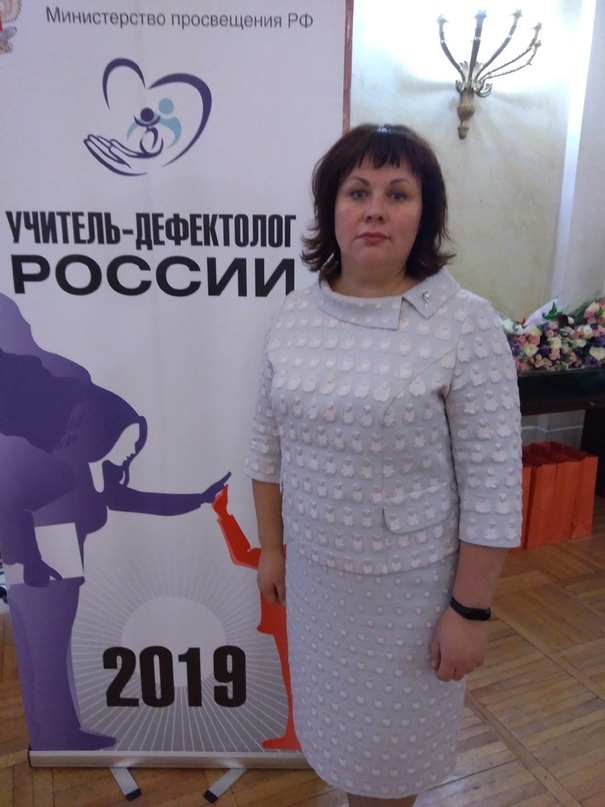 Министерство просвещения РФ
УЧИТЕЛЬ-ДЕФЕКТОЛОГ
РОССИИ
2019